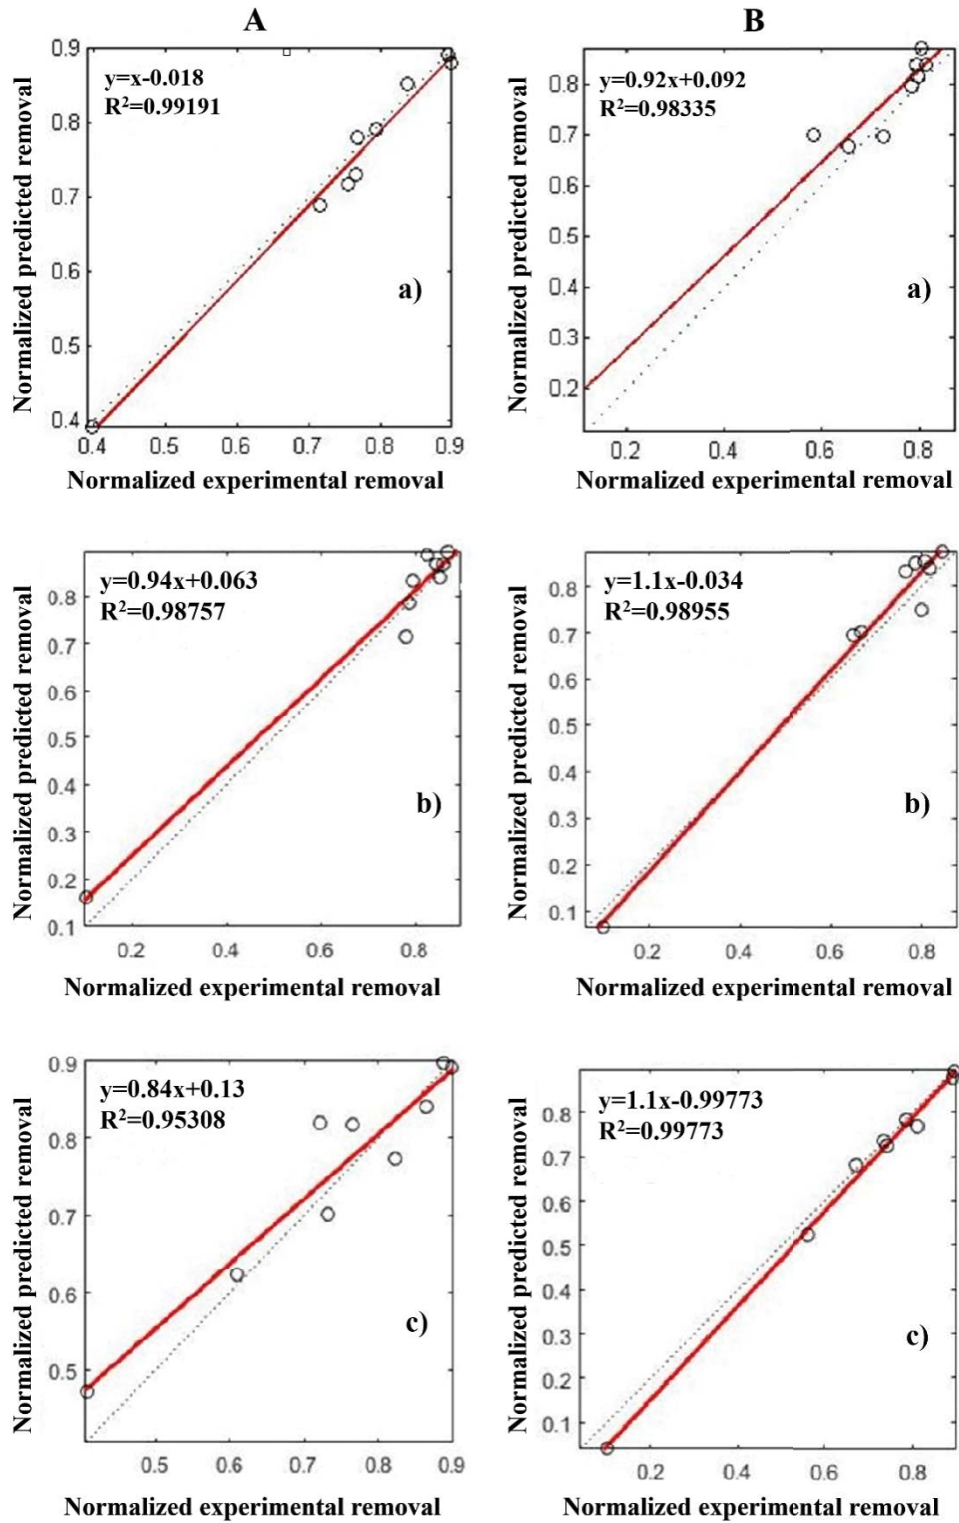 A
B
Normalized predicted removal
0.9
0.8
0.7
0.6
0.5
0.4
y=x-0.018
R²=0.99191
a)
0.4
0.5
0.6
0.7
0.8
0.9
Normalized experimental removal
Normalized predicted removal
0.8
0.7
0.6
0.5
0.4
0.3
0.2
y=0.92x+0.092
R²=0.98335
a)
0.2
0.4
0.6
0.8
Normalized experimental removal
Normalized predicted removal
0.8
0.7
0.6
0.5
0.4
0.3
0.2
0.1
y=0.94x+0.063
R²=0.98757
b)
0.2
0.4
0.6
0.8
Normalized experimental removal
Normalized predicted removal
0.8
0.7
0.6
0.5
0.4
0.3
0.2
0.1
y=1.1x-0.034
R²=0.98955
b)
0.2
0.4
0.6
0.8
Normalized experimental removal
Normalized predicted removal
0.9
0.8
0.7
0.6
0.5
y=0.84x+0.13
R²=0.95308
c)
0.5
0.6
0.7
0.8
0.9
Normalized experimental removal
Normalized predicted removal
0.8
0.7
0.6
0.5
0.4
0.3
0.2
0.1
y=1.1x-0.99773
R²=0.99773
c)
0.2
0.4
0.6
0.8
Normalized experimental removal